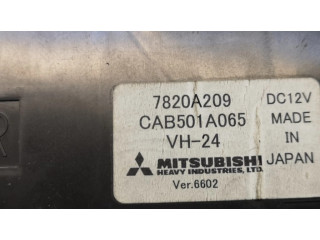 7820A209
CAB501A065
VH-24
DC12V
MADE
IN
JAPAN
MITSUBISHI
HEAVY INDUSTRIES, LTD.
Ver.6602